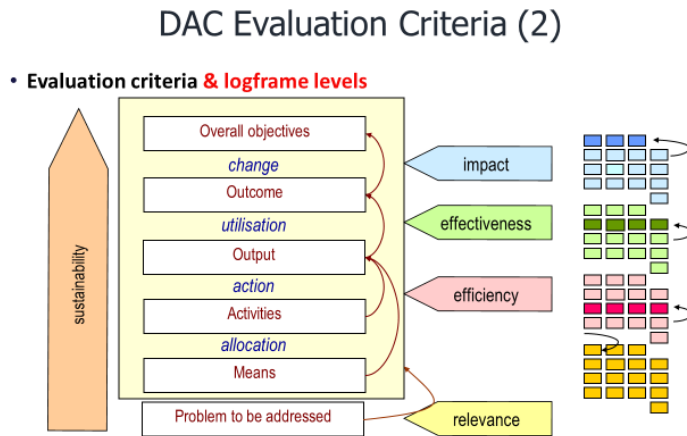 DAC Evaluation Criteria (2)
• Evaluation criteria & logframe levels
sustainability
Overall objectives
change
Outcome
utilisation
Output
action
Activities
allocation
Means
Problem to be addressed
impact
effectiveness
efficiency
relevance